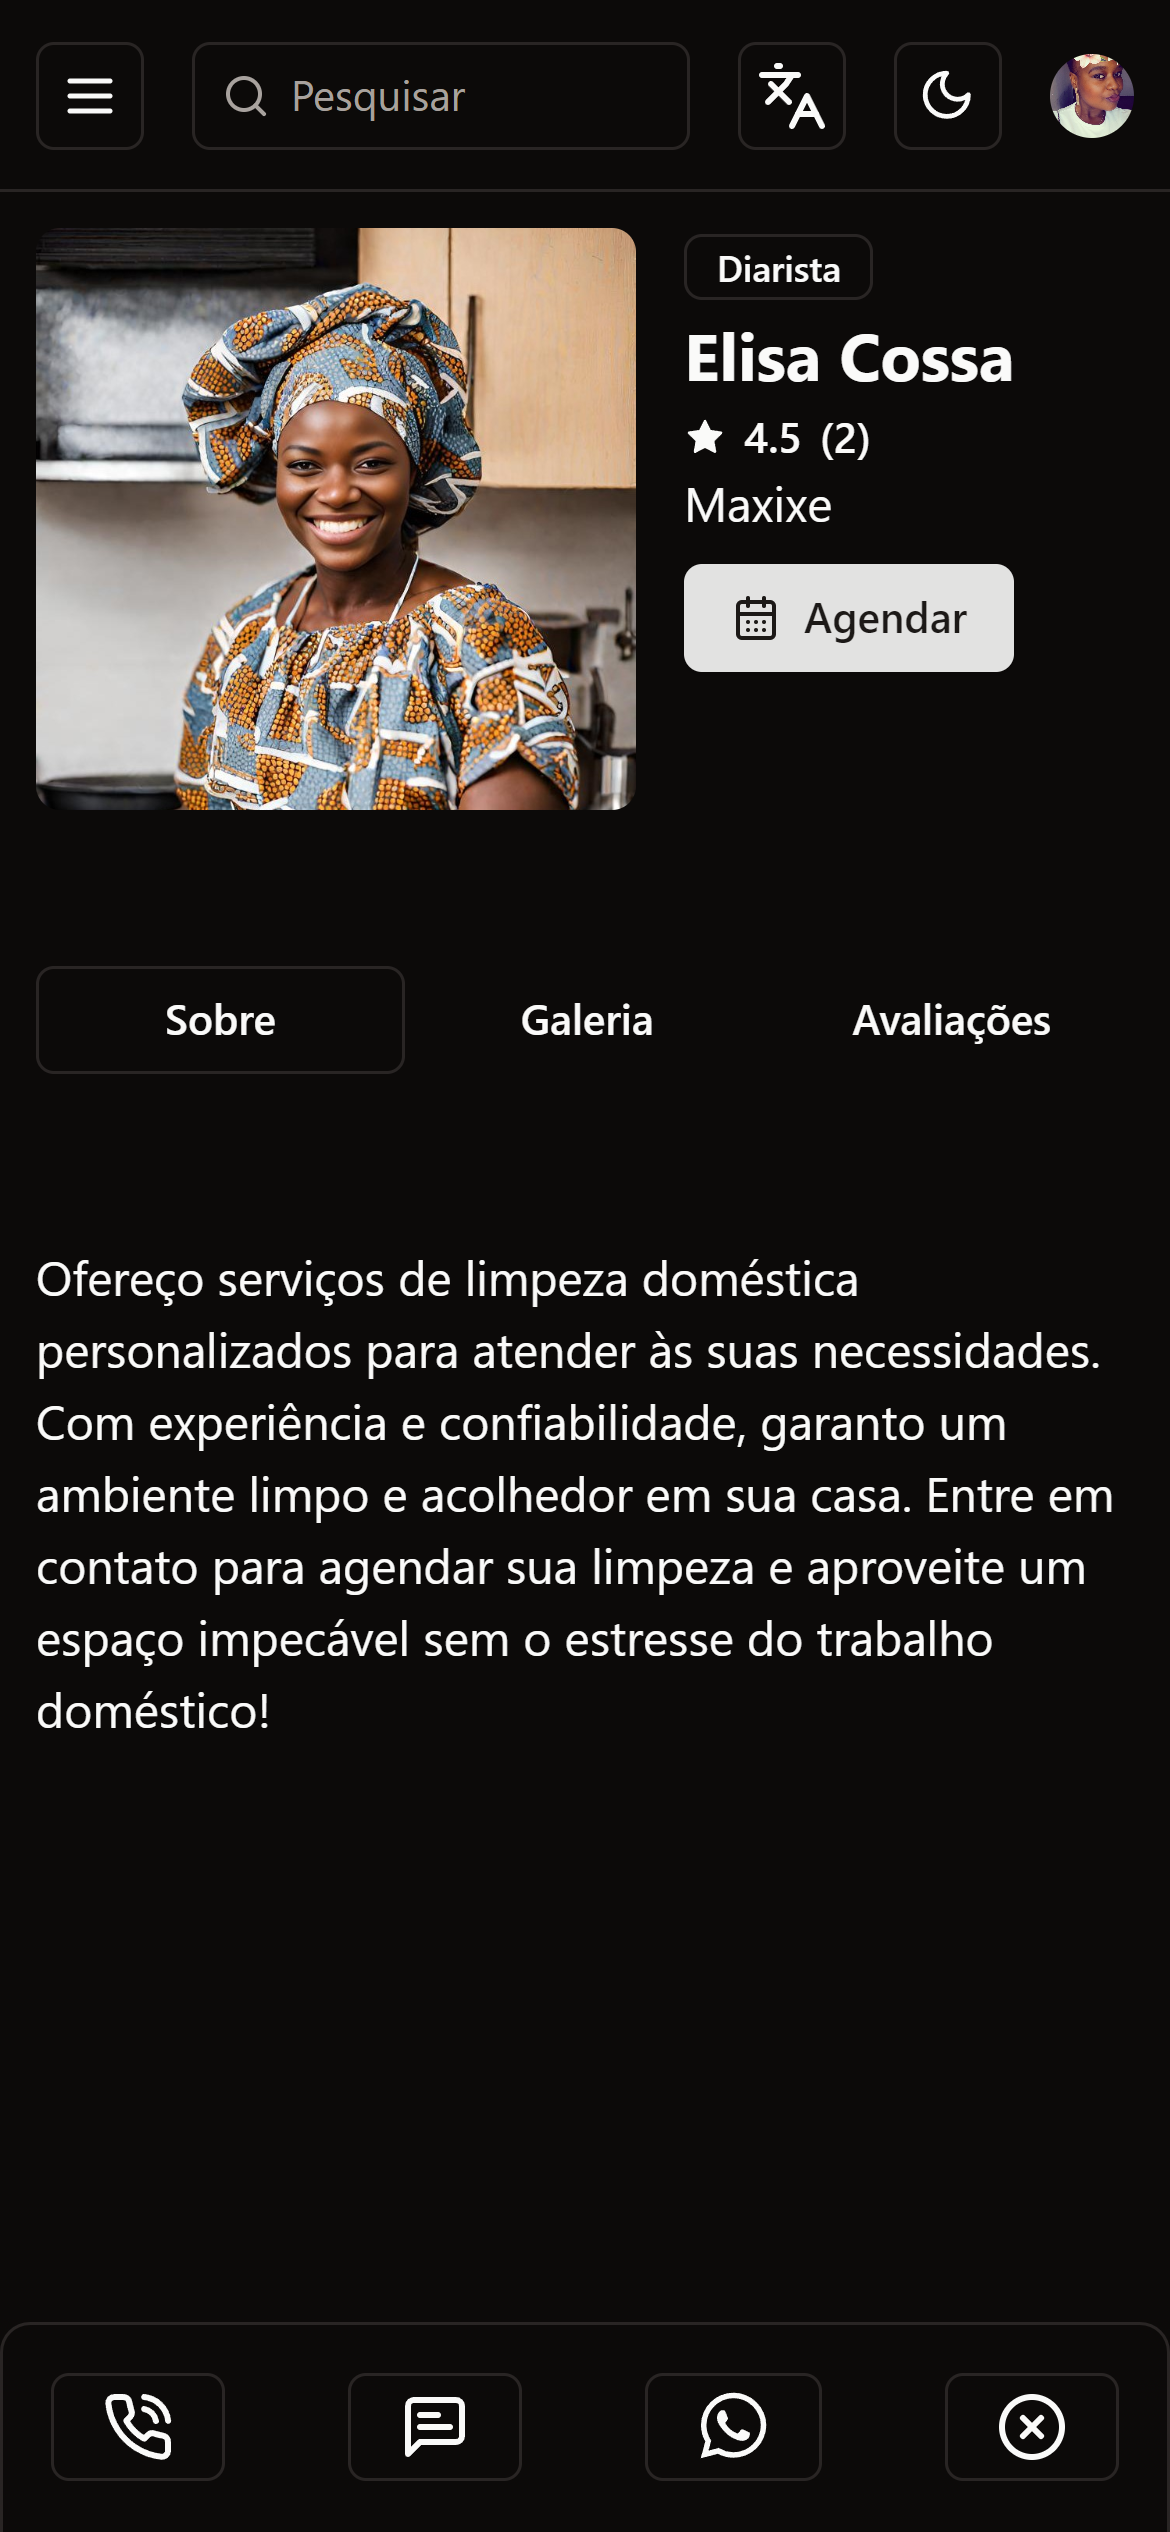 Pesquisar
Diarista
Elisa Cossa
4.5 (2)
Maxixe
Agendar
Sobre
Galeria
Avaliações
Ofereço serviços de limpeza doméstica
personalizados para atender às suas necessidades.
Com experiência e confiabilidade, garanto um
ambiente limpo e acolhedor em sua casa. Entre em
contato para agendar sua limpeza e aproveite um
espaço impecável sem o estresse do trabalho
doméstico!